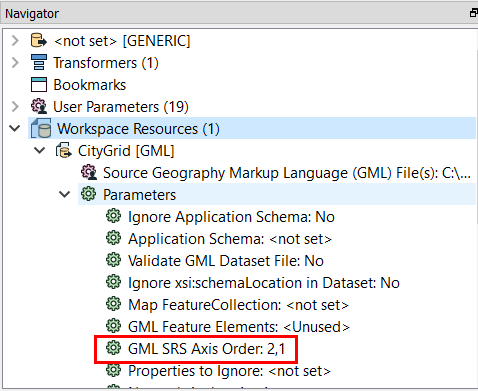 Navigator
<not set> [GENERIC]
Transformers (1)
Bookmarks
User Parameters (19)
Workspace Resources (1)
CityGrid [GML]
Source Geography Markup Language (GML) File(s): C:\...
Parameters
Ignore Application Schema: No
Application Schema: <not set>
Validate GML Dataset File: No
Ignore xsi:schemaLocation in Dataset: No
Map FeatureCollection: <not set>
GML Feature Elements: <Unused>
GML SRS Axis Order: 2,1
Properties to Ignore: <not set>